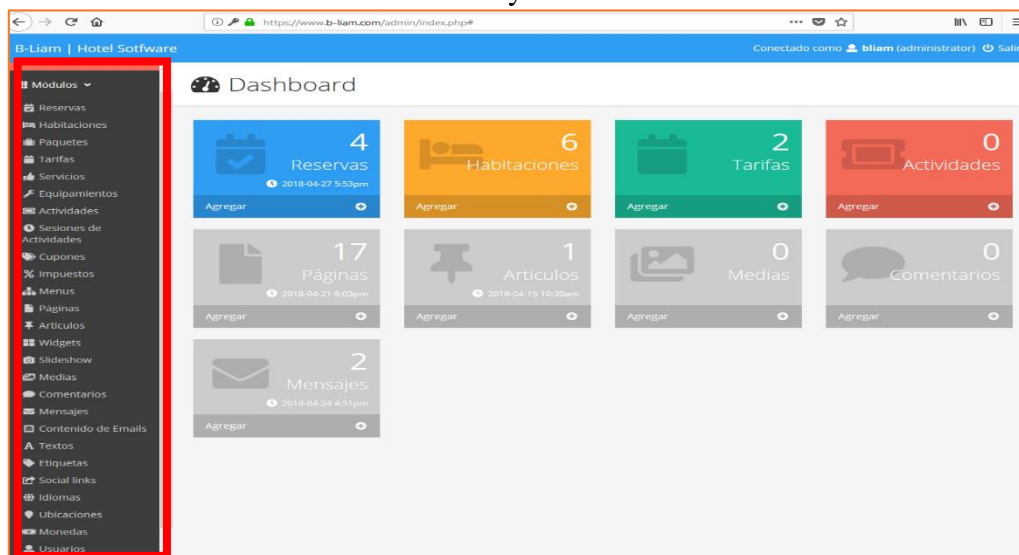 y
https://www.b-liam.com/admin/index.php#
B-Liam | Hotel Sotfware
Conectado como bliam (administrator) Salir
Módulos
Reservas
Habitaciones
Paquetes
Tarifas
Servicios
Equipamientos
Actividades
Sesiones de
Actividades
Cupones
% Impuestos
Menus
Páginas
Articulos
Widgets
Slideshow
Medias
Comentarios
Mensajes
Contenido de Emails
A Textos
Etiquetas
Social links
Idiomas
Ubicaciones
Monedas
Usuarios
Dashboard
4
Reservas
2018-04-27 5:53pm
Agregar
6
Habitaciones
Agregar
2
Tarifas
Agregar
0
Actividades
Agregar
17
Páginas
2018-04-21 8:03pm
Agregar
1
Articulos
2018-04-15 10:30am
Agregar
0
Medias
Agregar
0
Comentarios
Agregar
2
Mensajes
2018-04-24 4:51pm
Agregar